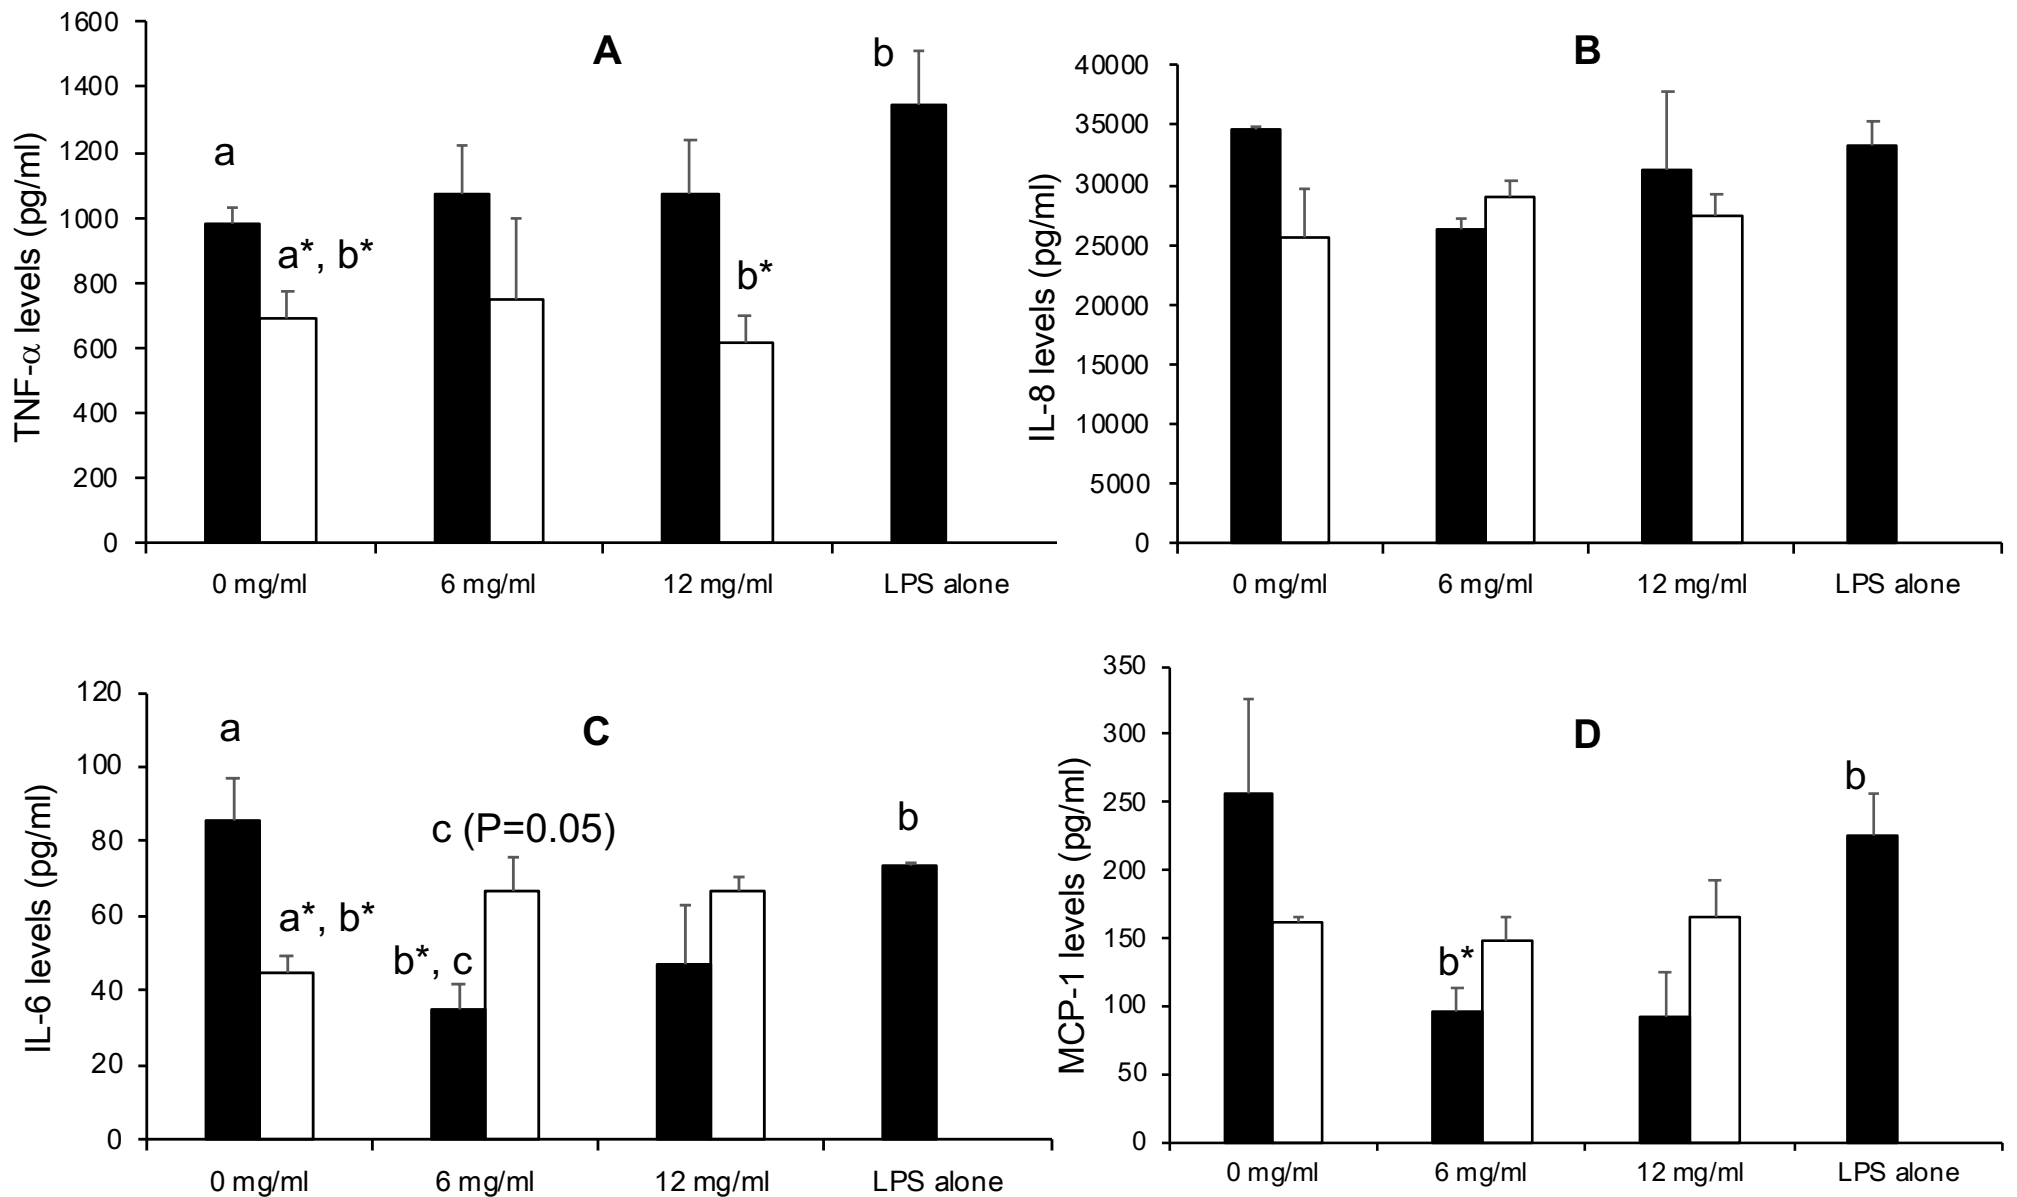 A
TNF-α levels (pg/ml)
1600
1400
1200
1000
800
600
400
200
0
a
a*, b*
b*
b
0 mg/ml
6 mg/ml
12 mg/ml
LPS alone
B
IL-8 levels (pg/ml)
40000
35000
30000
25000
20000
15000
10000
5000
0
0 mg/ml
6 mg/ml
12 mg/ml
LPS alone
C
IL-6 levels (pg/ml)
120
100
80
60
40
20
0
a
a*, b*
b*, c
c (P=0.05)
b
0 mg/ml
6 mg/ml
12 mg/ml
LPS alone
D
MCP-1 levels (pg/ml)
350
300
250
200
150
100
50
0
b*
b
0 mg/ml
6 mg/ml
12 mg/ml
LPS alone